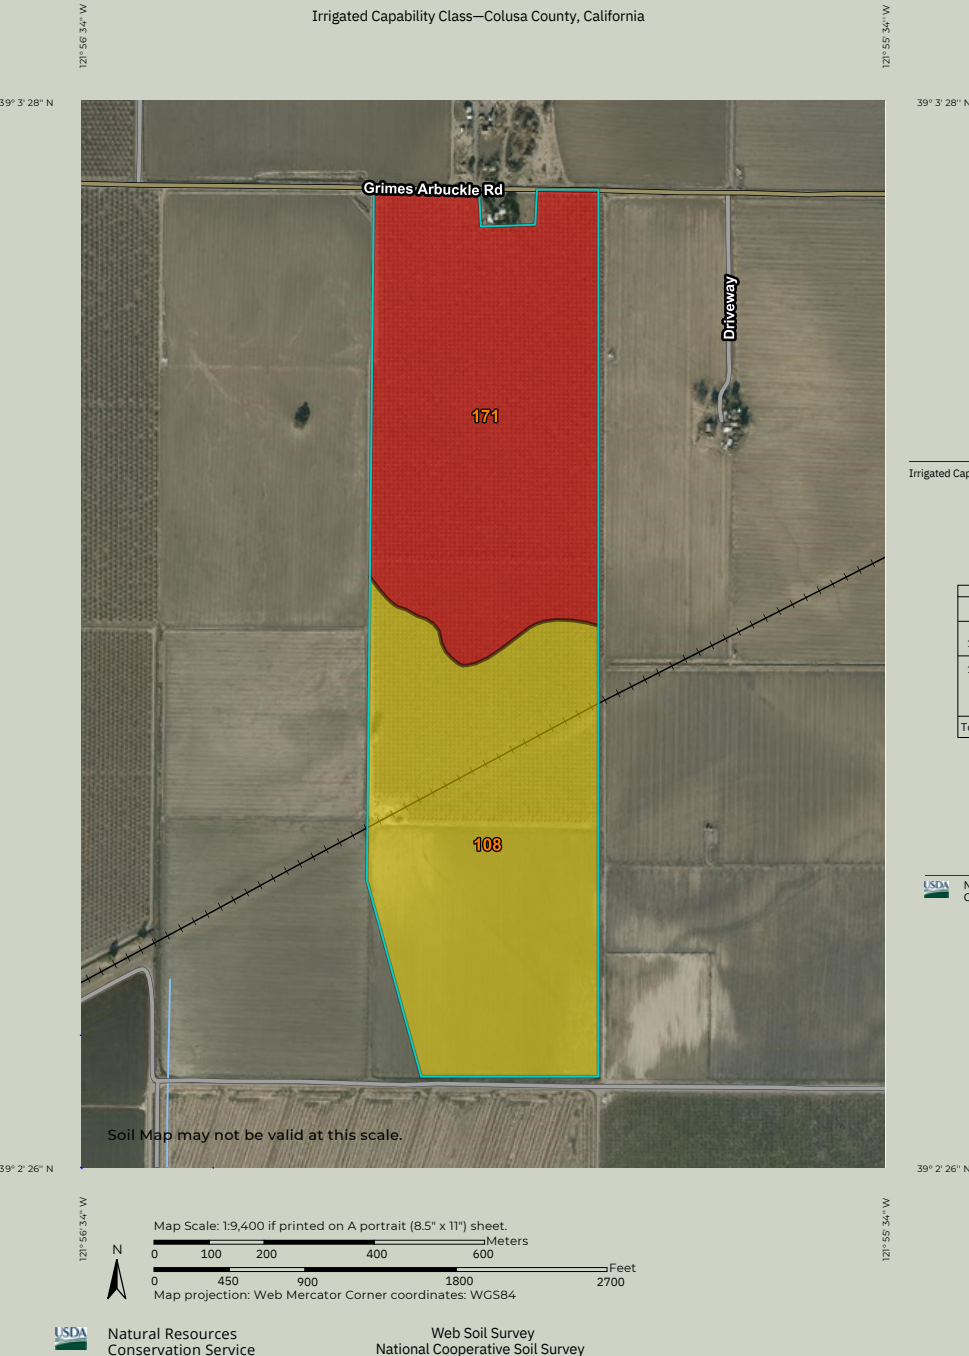 Irrigated Capability Class—Colusa County, California
121° 56' 34" W
121° 55' 34" W
39° 3' 28" N
39° 3' 28" N
Grimes Arbuckle Rd
Driveway
171
Irrigated Cap
108
USDA
Soil Map may not be valid at this scale.
39° 2' 26" N
39° 2' 26" N
121° 56' 34" W
121° 55' 34" W
Map Scale: 1:9,400 if printed on A portrait (8.5" x 11") sheet.
Meters
0 100 200 400 600
N
Feet
0 450 900 1800 2700
Map projection: Web Mercator Corner coordinates: WGS84
USDA
Natural Resources
Conservation Service
Web Soil Survey
National Cooperative Soil Survey